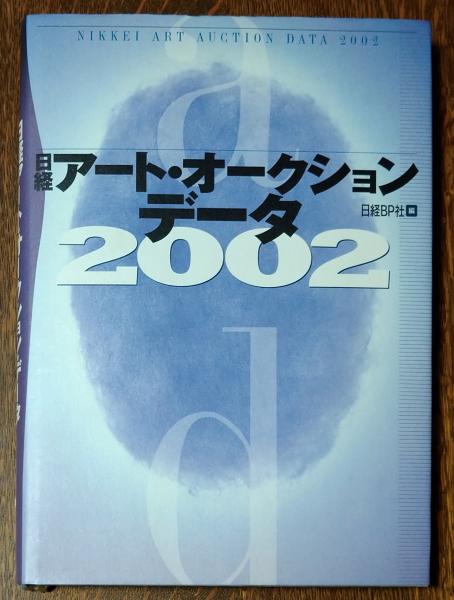 NIKKEI ART AUCTION DATA 2002
a
日経
アート・オークション
データ
日経BP社 編
2002
d